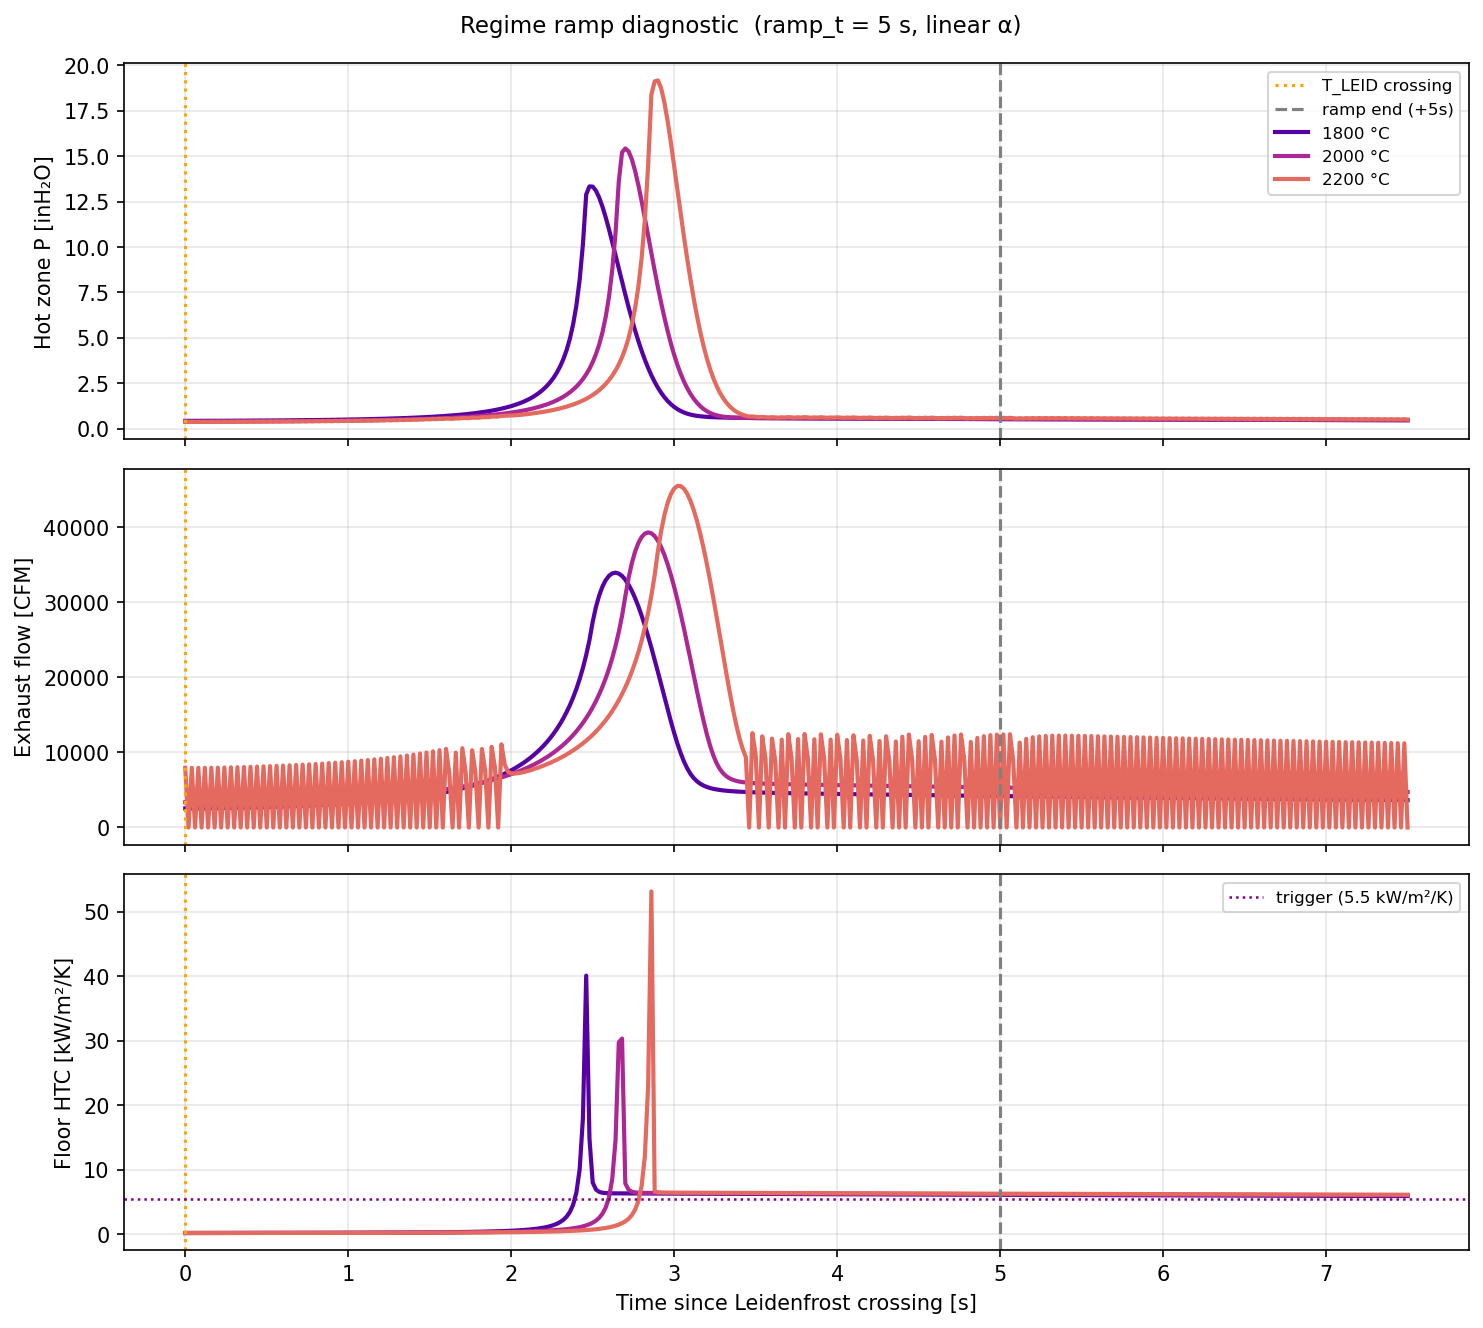 Regime ramp diagnostic  (ramp_t = 5 s, linear α)
Hot zone P [inH₂O]
20.0
17.5
15.0
12.5
10.0
7.5
5.0
2.5
0.0
T_LEID crossing
ramp end (+5s)
1800 °C
2000 °C
2200 °C
Exhaust flow [CFM]
40000
30000
20000
10000
0
Floor HTC [kW/m²/K]
50
40
30
20
10
0
trigger (5.5 kW/m²/K)
0 1 2 3 4 5 6 7
Time since Leidenfrost crossing [s]